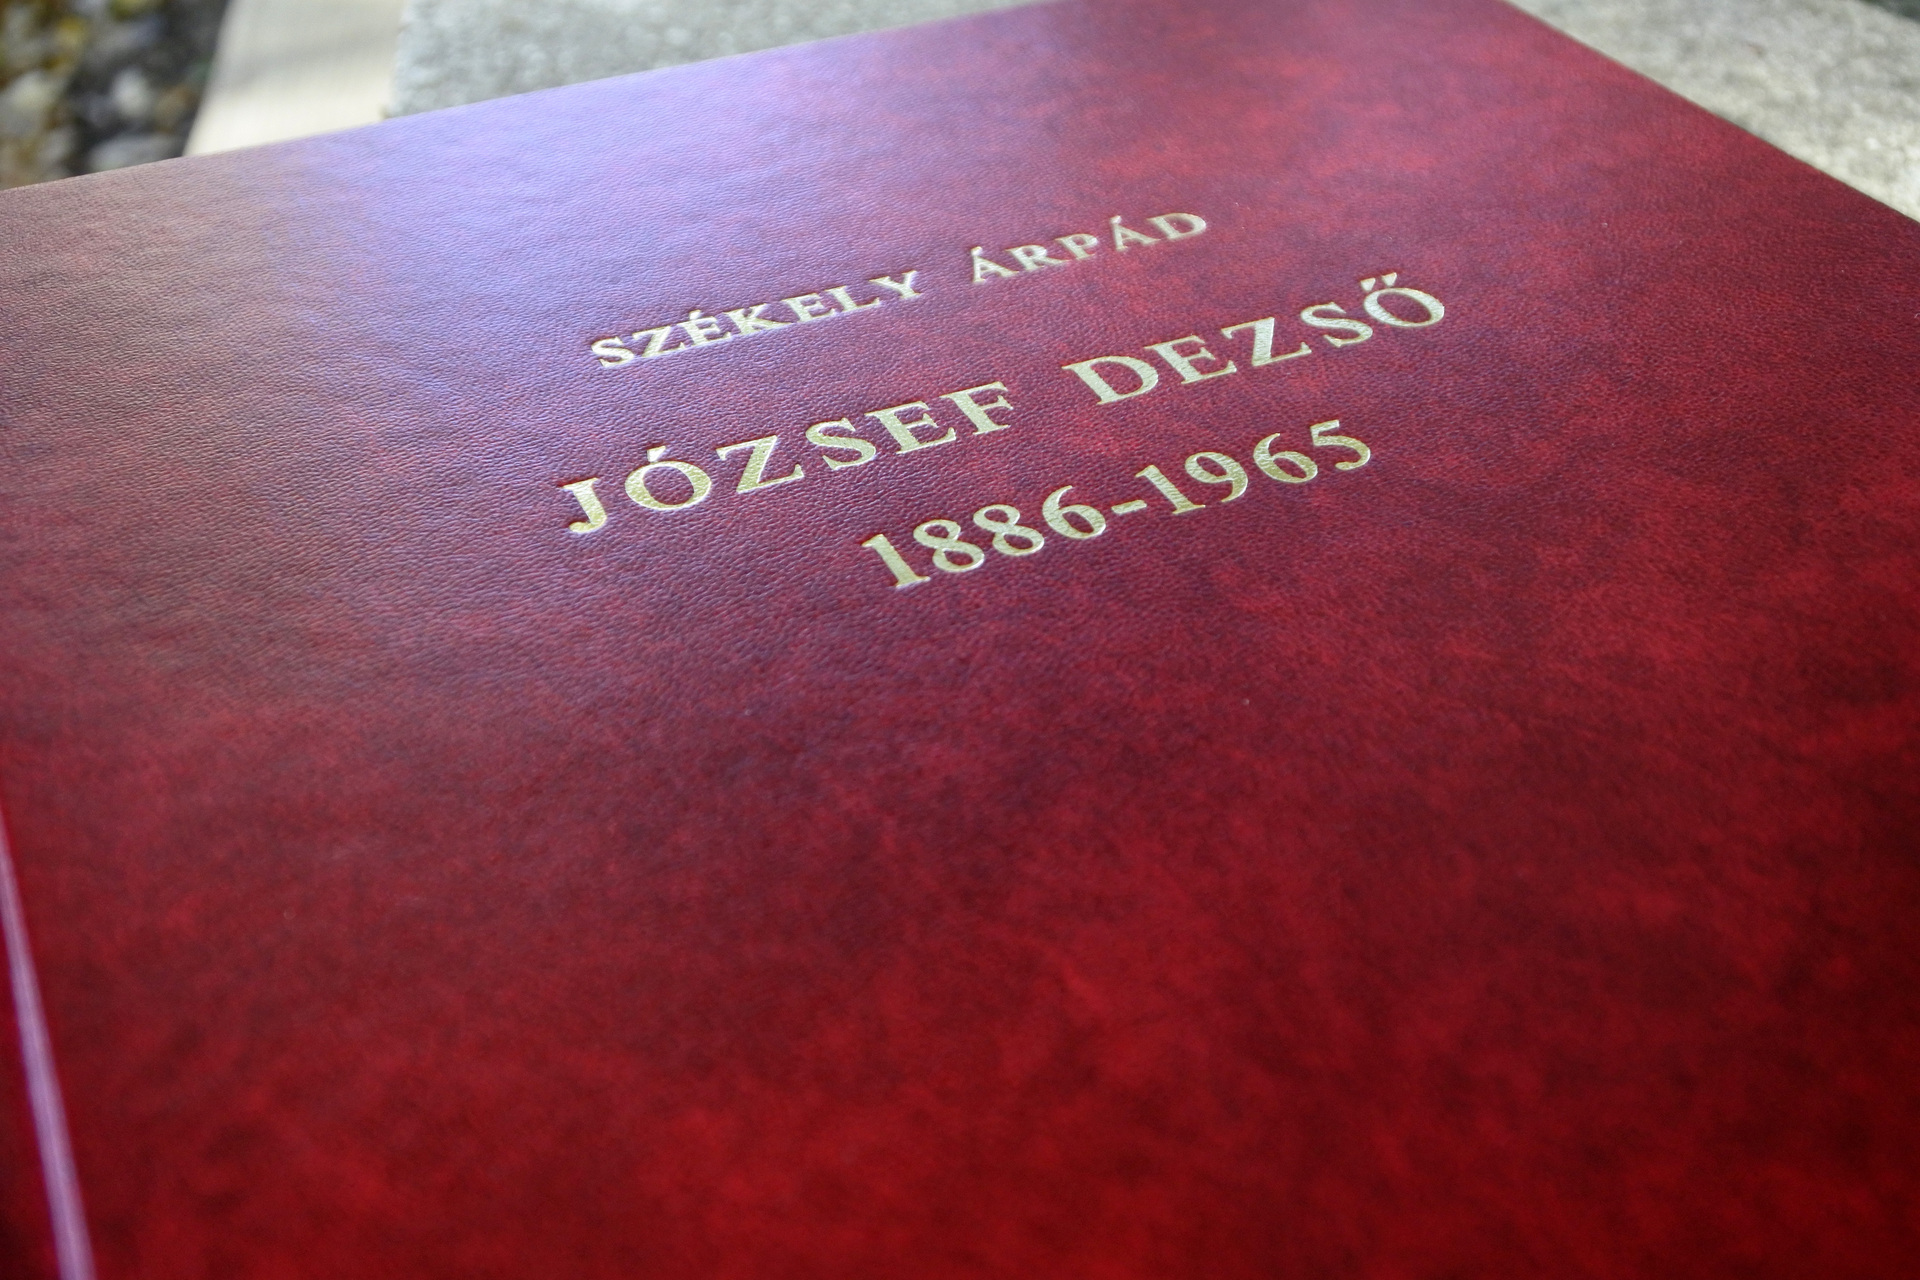 SZÉKELY ÁRPÁD
JÓZSEF DEZSŐ
1886-1965